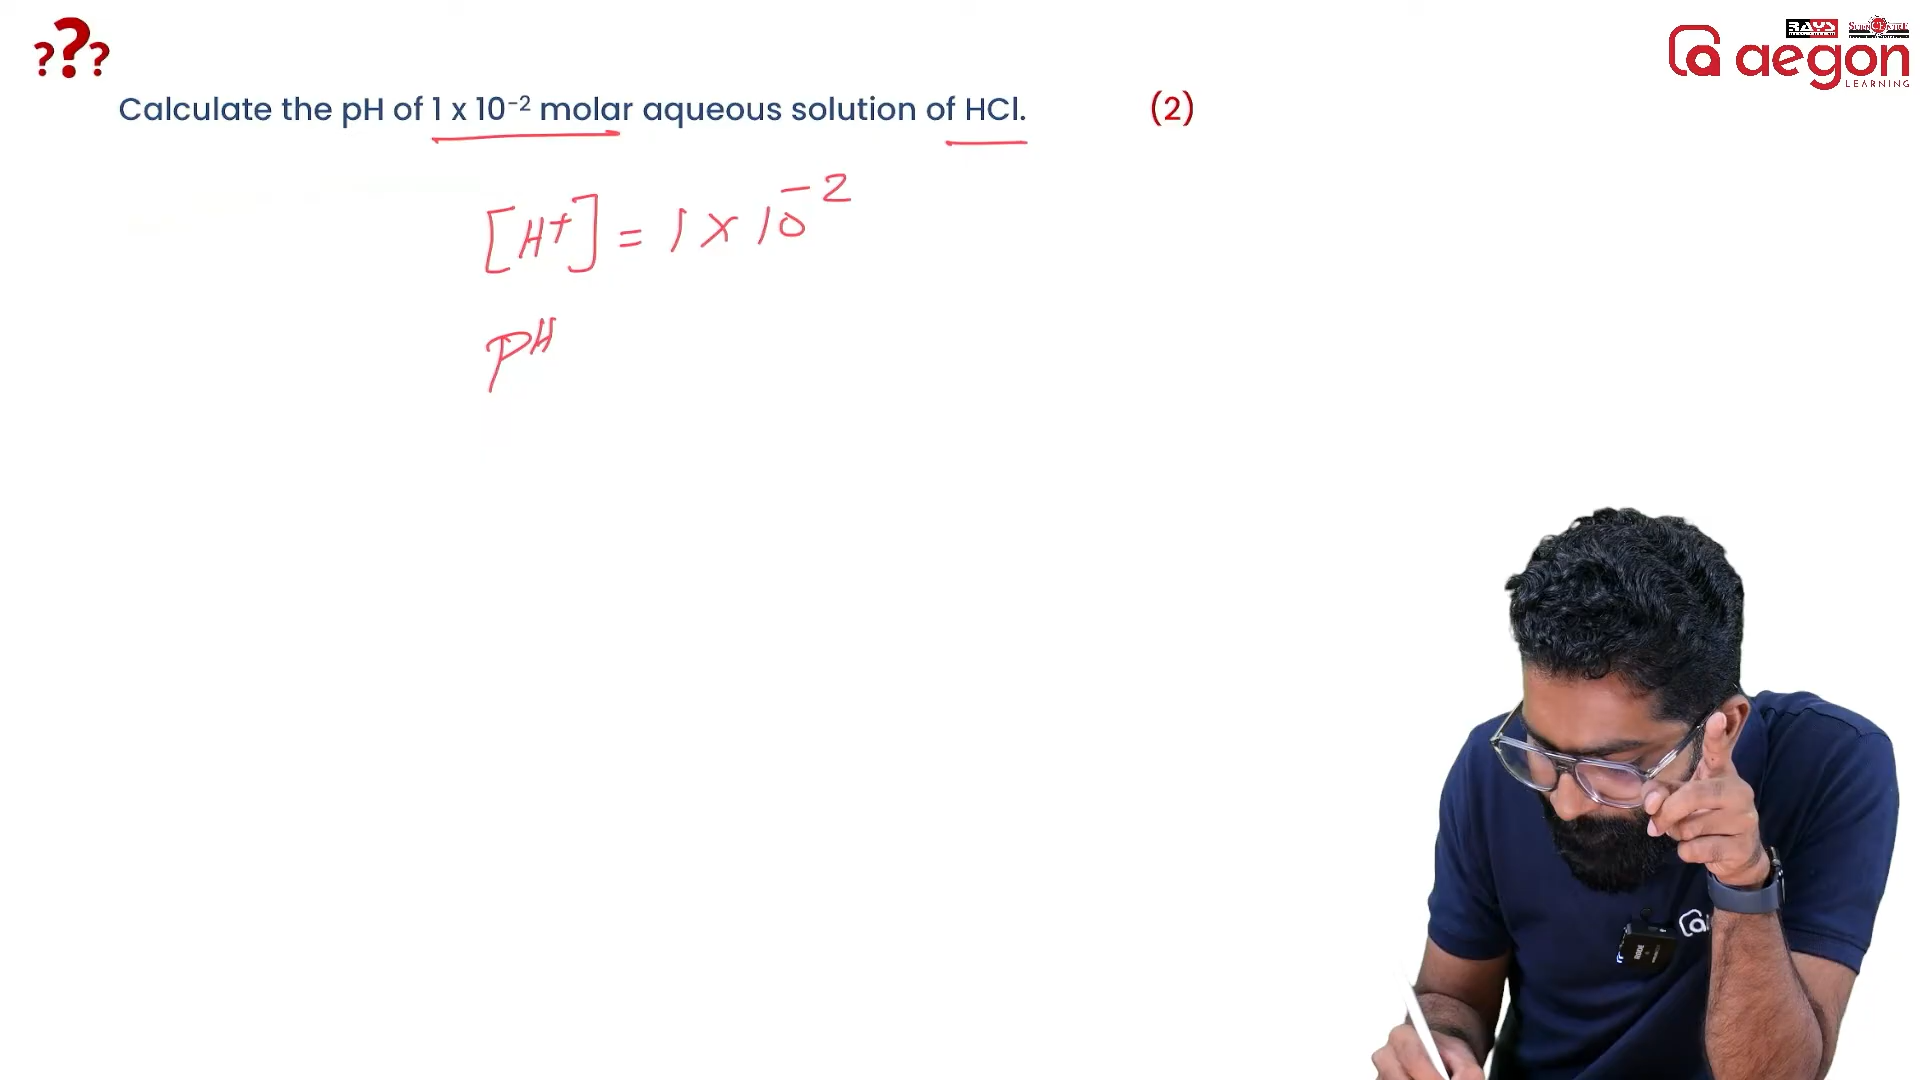 ???
RAYS
aegon
LEARNING
Calculate the pH of 1 x 10⁻² molar aqueous solution of HCl. (2)
[H+] = 1 × 10⁻²
pH